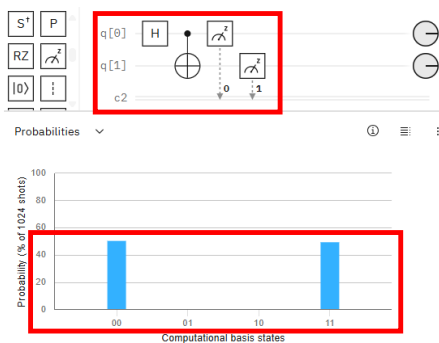 S† P
q[0] H z
RZ z
q[1] z
|0⟩
0 1
c2
Probabilities
Probability (% of 1024 shots)
100
80
60
40
20
0
00 01 10 11
Computational basis states